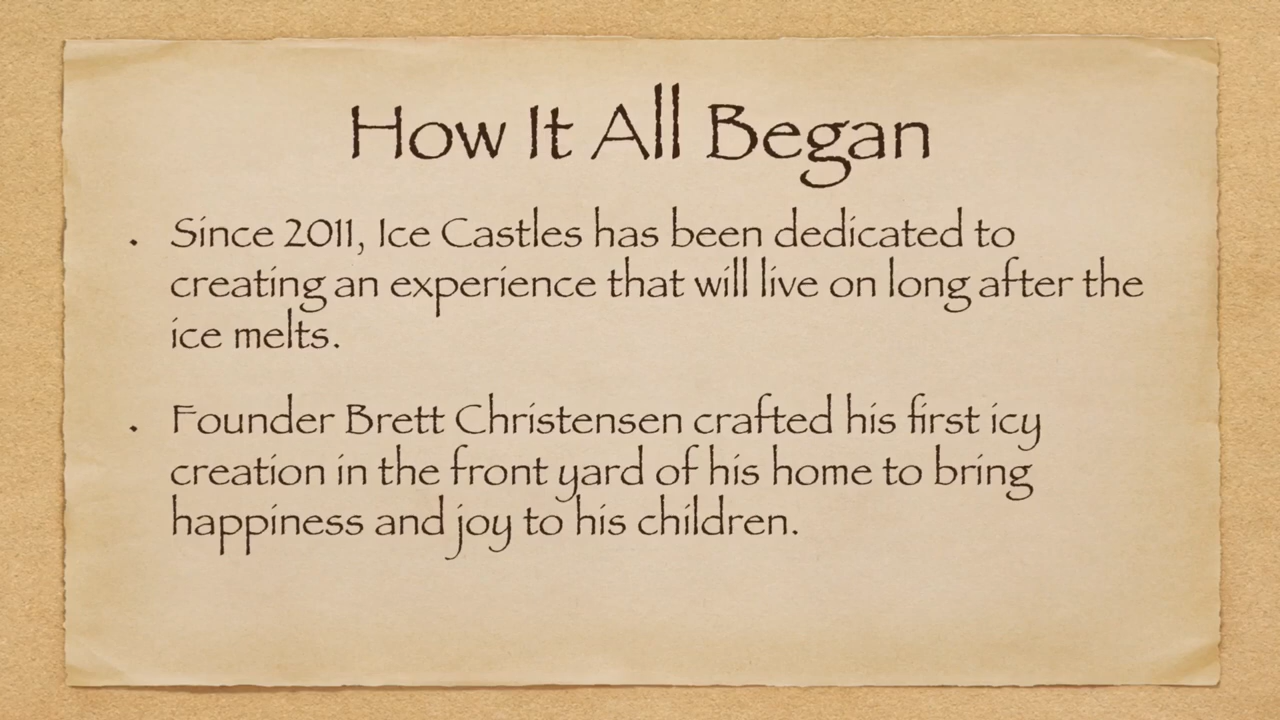 How It All Began
• Since 2011, Ice Castles has been dedicated to
creating an experience that will live on long after the
ice melts.
• Founder Brett Christensen crafted his first icy
creation in the front yard of his home to bring
happiness and joy to his children.